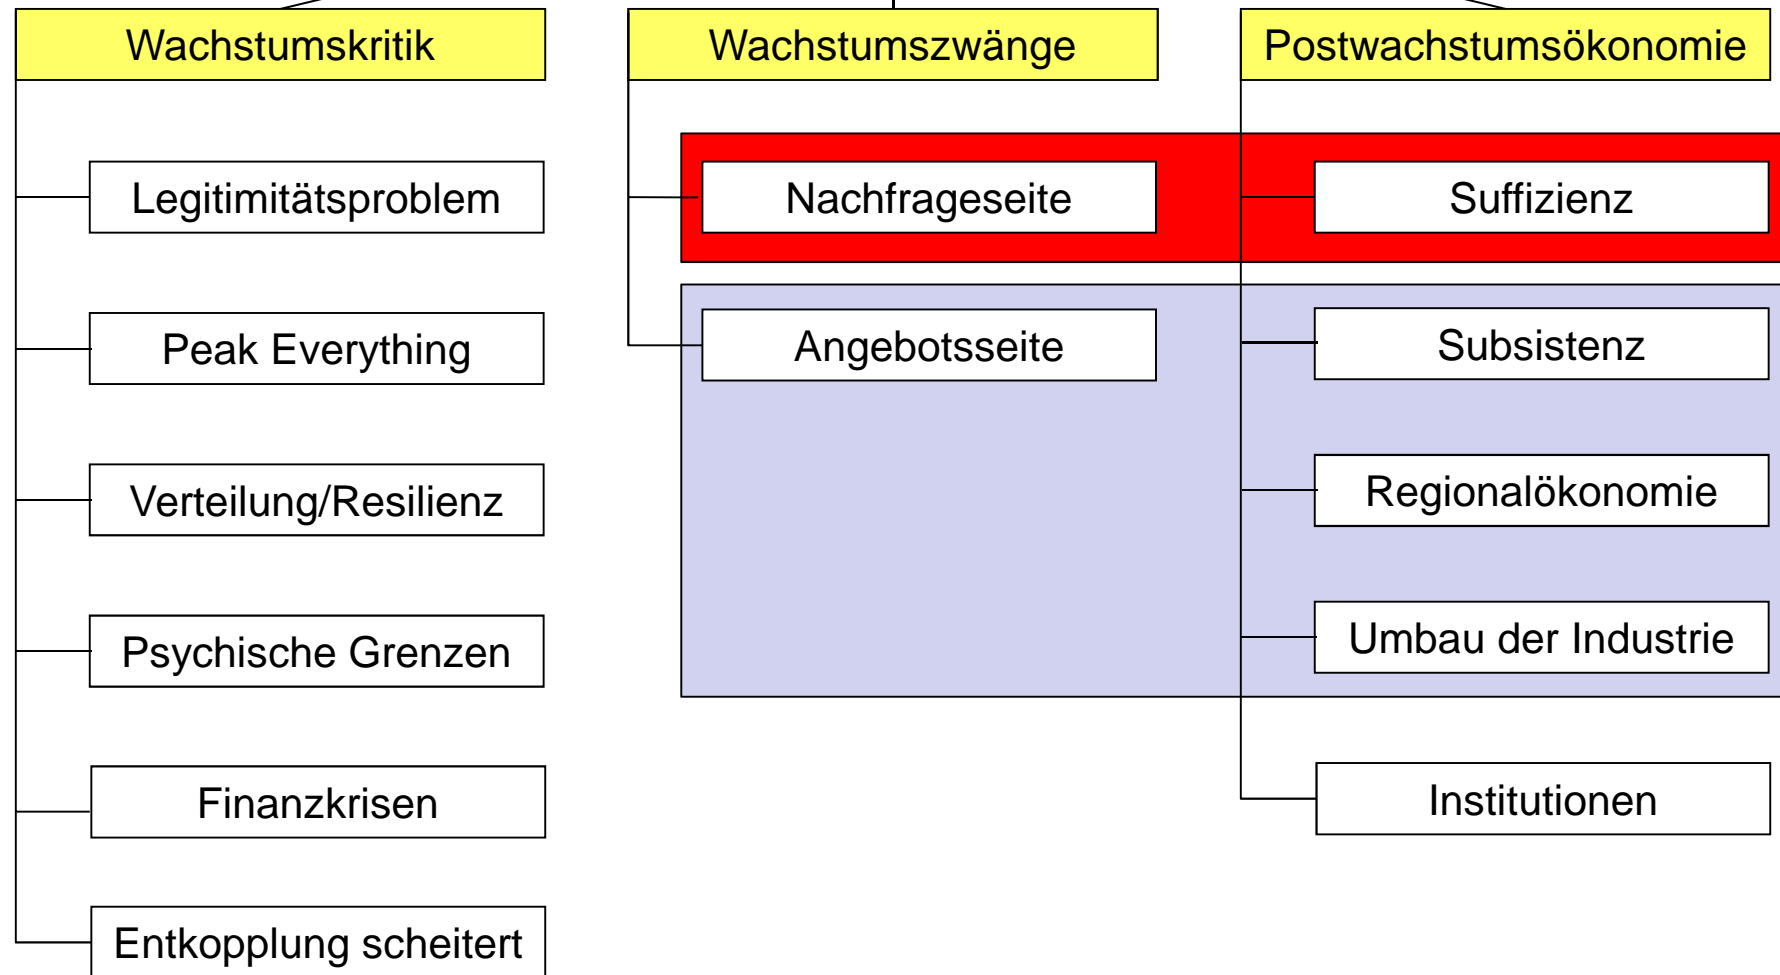 Wachstumskritik
Legitimitätsproblem
Peak Everything
Verteilung/Resilienz
Psychische Grenzen
Finanzkrisen
Entkopplung scheitert
Wachstumszwänge
Nachfrageseite
Angebotsseite
Postwachstumsökonomie
Suffizienz
Subsistenz
Regionalökonomie
Umbau der Industrie
Institutionen